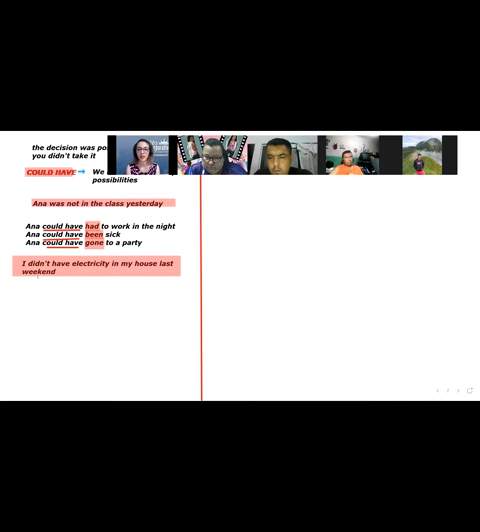 the decision was
you didn't take it
COULD HAVE → We
possibilities
Ana was not in the class yesterday
Ana could have had to work in the night
Ana could have been sick
Ana could have gone to a party
I didn't have electricity in my house last
weekend